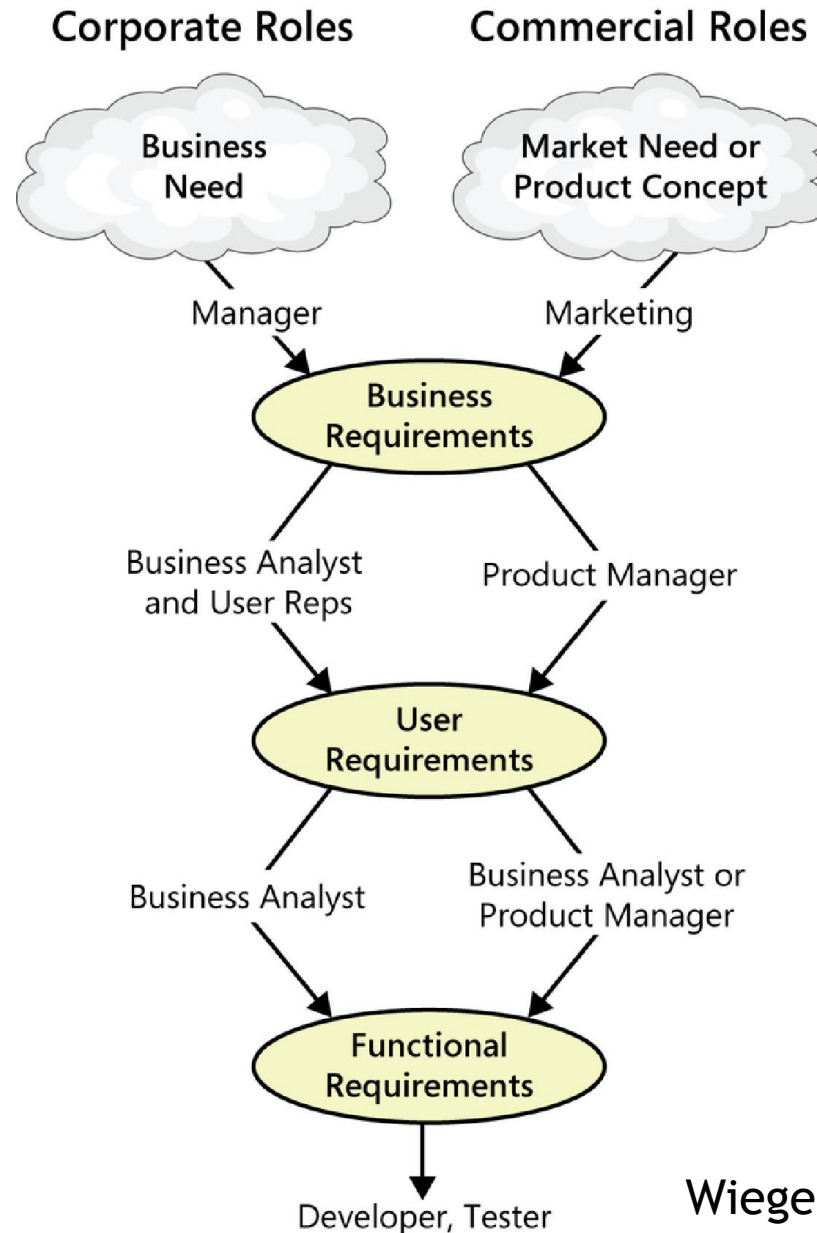 Corporate Roles
Commercial Roles
Business
Need
Market Need or
Product Concept
Manager
Marketing
Business
Requirements
Business Analyst
and User Reps
Product Manager
User
Requirements
Business Analyst
Business Analyst or
Product Manager
Functional
Requirements
Developer, Tester
Wiege